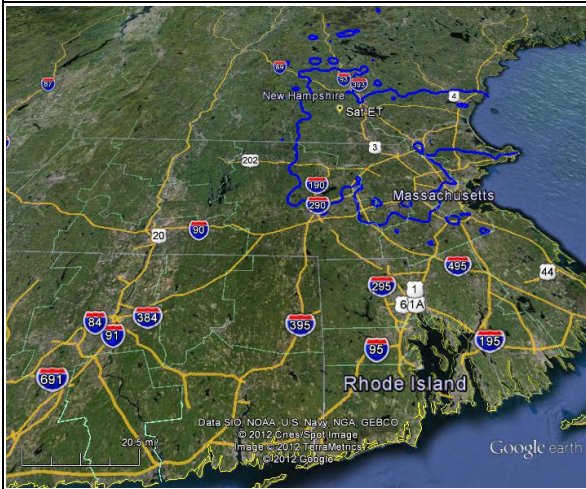 89
93
393
87
New Hampshire
4
Sat ET
3
202
190
Massachusetts
290
20
90
495
44
295
1
6
1A
84
384
91
395
95
195
691
Rhode Island
Data SIO, NOAA, U.S. Navy, NGA, GEBCO
© 2012 Cnes/Spot Image
20.5 mi
Image © 2012 TerraMetrics
© 2012 Google
Google earth